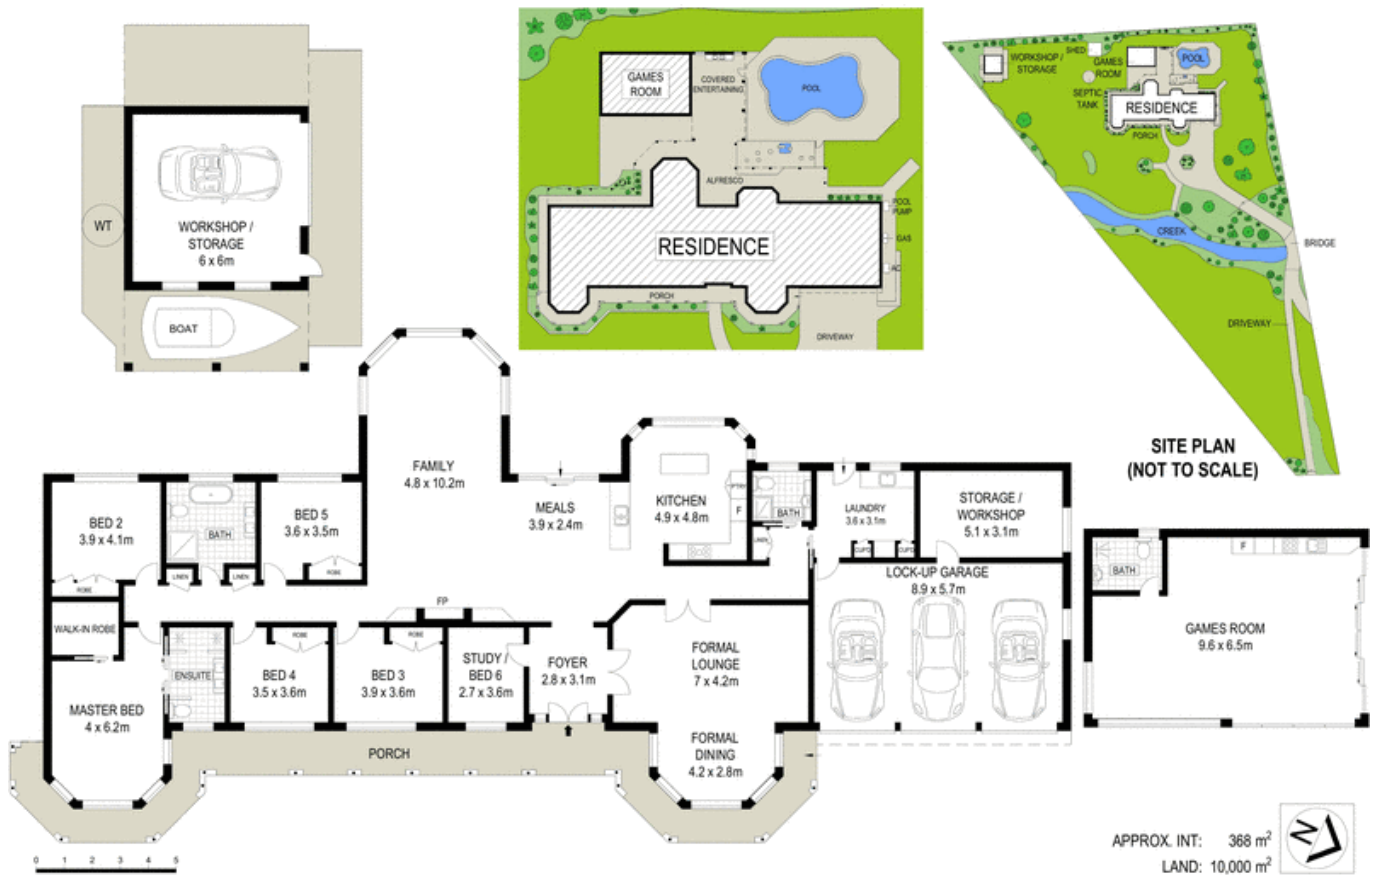 WORKSHOP /
STORAGE
6 x 6m
WT
BOAT
GAMES
ROOM
COVERED
ENTERTAINING
POOL
ALFRESCO
RESIDENCE
POOL
PUMP
GAS
AC
PORCH
DRIVEWAY
WORKSHOP /
STORAGE
SHED
GAMES
ROOM
POOL
SEPTIC
TANK
RESIDENCE
PORCH
CREEK
BRIDGE
DRIVEWAY
SITE PLAN
(NOT TO SCALE)
FAMILY
4.8 x 10.2m
MEALS
3.9 x 2.4m
KITCHEN
4.9 x 4.8m
F
BED 2
3.9 x 4.1m
ROBE
BATH
LINEN
LINEN
BED 5
3.6 x 3.5m
ROBE
BATH
LINEN
LAUNDRY
3.6 x 3.1m
CUP'D
CUP'D
STORAGE /
WORKSHOP
5.1 x 3.1m
LOCK-UP GARAGE
8.9 x 5.7m
FP
WALK-IN ROBE
MASTER BED
4 x 6.2m
ENSUITE
ROBE
BED 4
3.5 x 3.6m
ROBE
BED 3
3.9 x 3.6m
STUDY /
BED 6
2.7 x 3.6m
FOYER
2.8 x 3.1m
FORMAL
LOUNGE
7 x 4.2m
FORMAL
DINING
4.2 x 2.8m
PORCH
BATH
F
GAMES ROOM
9.6 x 6.5m
0 1 2 3 4 5
APPROX. INT: 368 m²
LAND: 10,000 m²
N